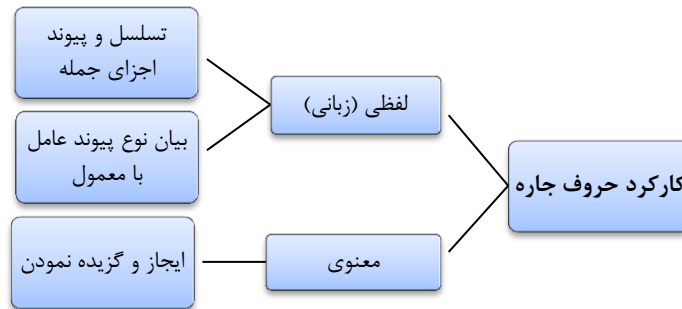 کارکرد حروف جاره
لفظی (زبانی)
تسلسل و پیوند
اجزای جمله
بیان نوع پیوند عامل
با معمول
معنوی
ایجاز و گزیده نمودن